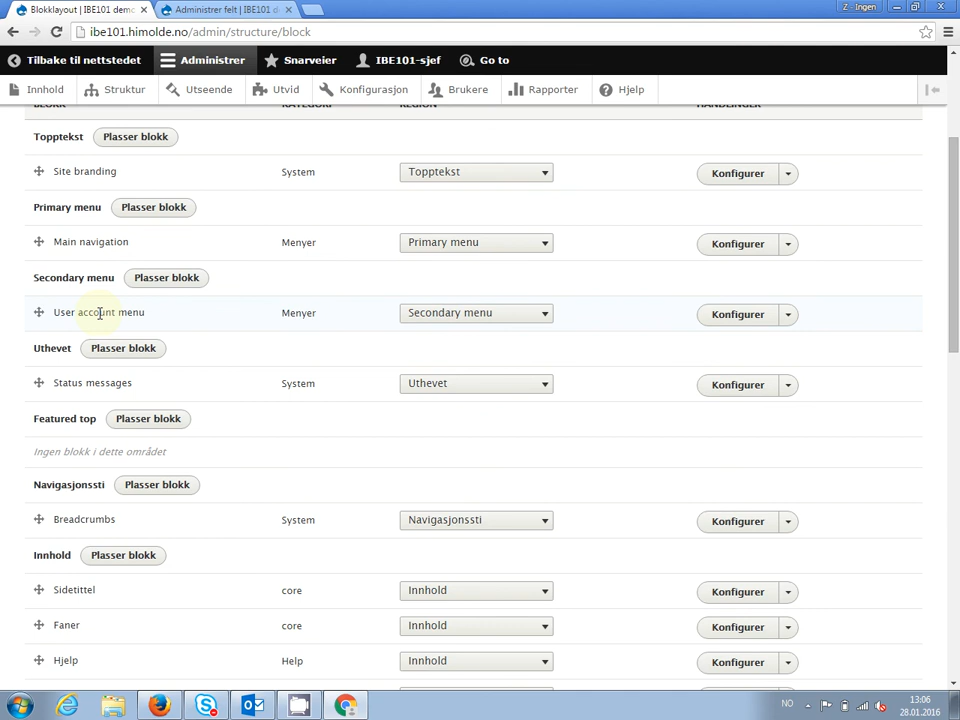 Blokklayout | IBE101 demo
Administrer felt | IBE101 d
Z - Ingen
ibe101.himolde.no/admin/structure/block
Tilbake til nettstedet
Administrer
Snarveier
IBE101-sjef
Go to
Innhold
Struktur
Utseende
Utvid
Konfigurasjon
Brukere
Rapporter
Hjelp
BLOKK KATEGORI REGION HANDLINGER
Topptekst Plasser blokk
Site branding System Topptekst Konfigurer
Primary menu Plasser blokk
Main navigation Menyer Primary menu Konfigurer
Secondary menu Plasser blokk
User account menu Menyer Secondary menu Konfigurer
Uthevet Plasser blokk
Status messages System Uthevet Konfigurer
Featured top Plasser blokk
Ingen blokk i dette området
Navigasjonssti Plasser blokk
Breadcrumbs System Navigasjonssti Konfigurer
Innhold Plasser blokk
Sidetittel core Innhold Konfigurer
Faner core Innhold Konfigurer
Hjelp Help Innhold Konfigurer
NO
13:06
28.01.2016